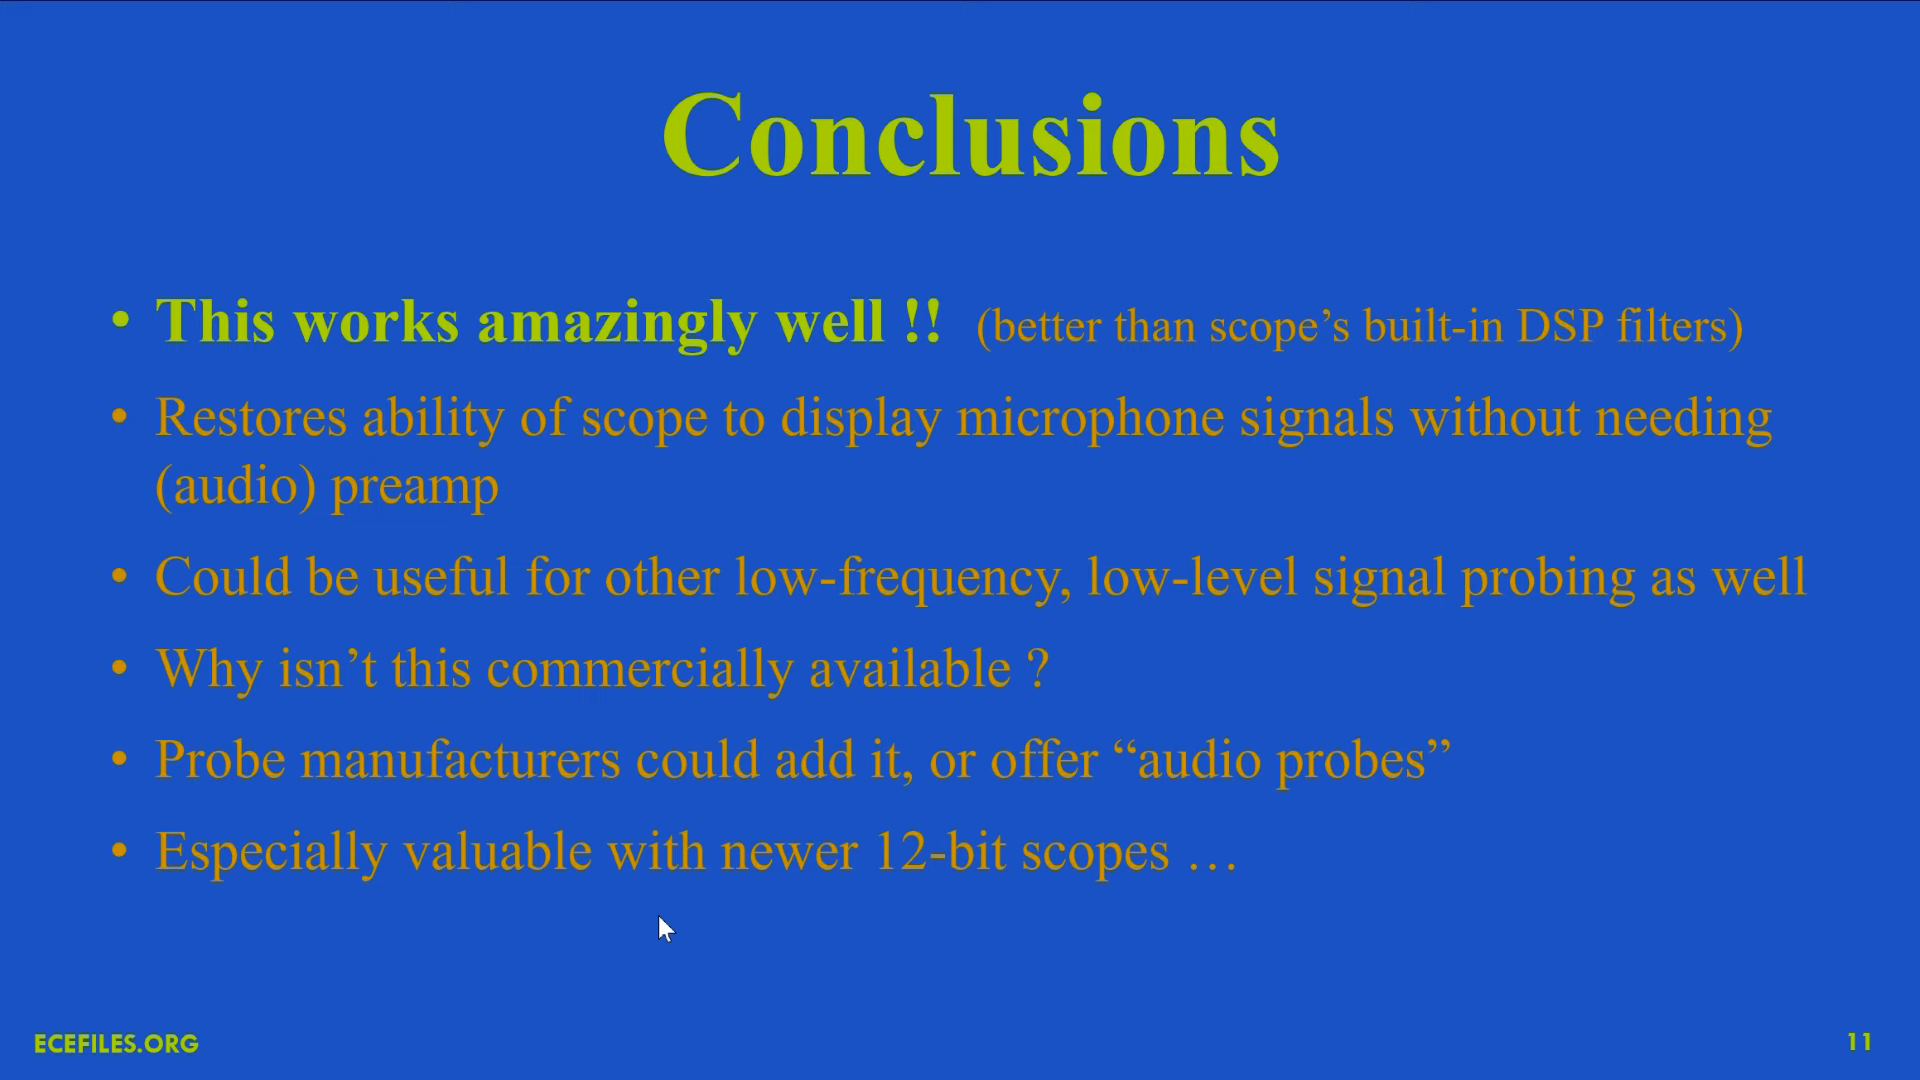 Conclusions
• This works amazingly well !! (better than scope’s built-in DSP filters)
• Restores ability of scope to display microphone signals without needing
(audio) preamp
• Could be useful for other low-frequency, low-level signal probing as well
• Why isn’t this commercially available ?
• Probe manufacturers could add it, or offer “audio probes”
• Especially valuable with newer 12-bit scopes …
ECEFILES.ORG
11